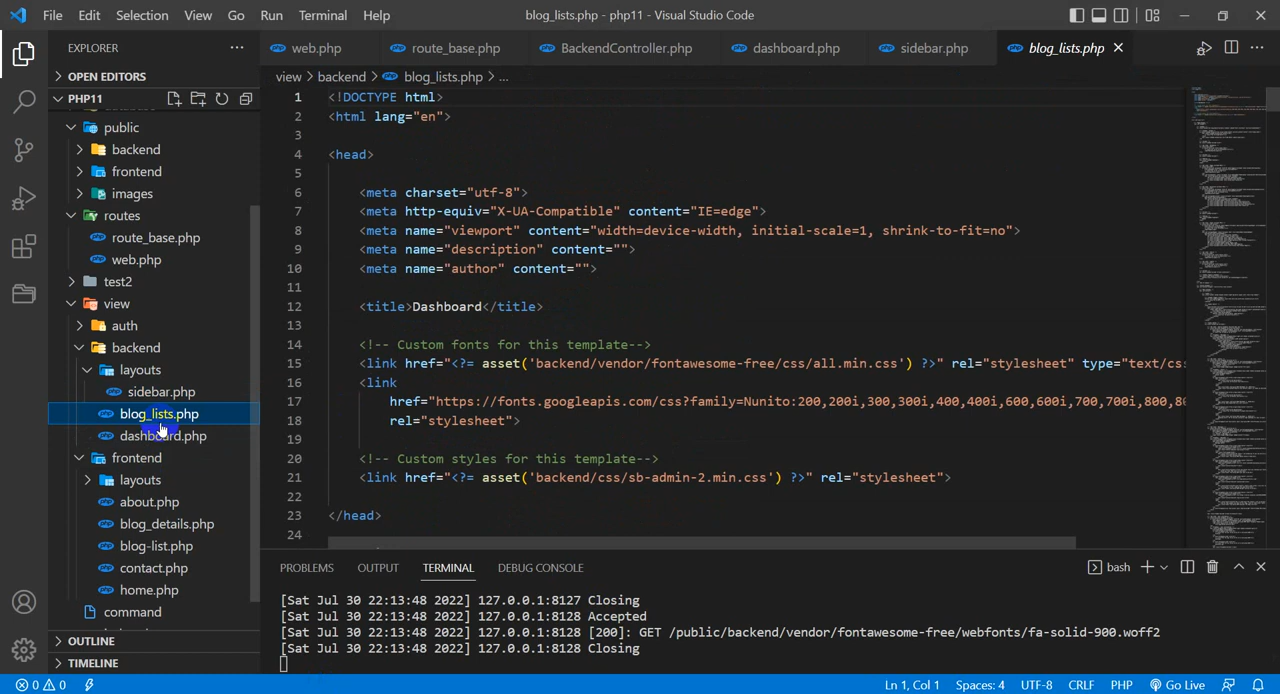 File Edit Selection View Go Run Terminal Help
blog_lists.php - php11 - Visual Studio Code
EXPLORER
web.php route_base.php BackendController.php dashboard.php sidebar.php blog_lists.php
OPEN EDITORS
view > backend > blog_lists.php > ...
PHP11
public
backend
frontend
images
routes
route_base.php
web.php
test2
view
auth
backend
layouts
sidebar.php
blog_lists.php
dashboard.php
frontend
layouts
about.php
blog_details.php
blog-list.php
contact.php
home.php
command
OUTLINE
TIMELINE
1 <!DOCTYPE html>
2 <html lang="en">
3
4 <head>
5
6 <meta charset="utf-8">
7 <meta http-equiv="X-UA-Compatible" content="IE=edge">
8 <meta name="viewport" content="width=device-width, initial-scale=1, shrink-to-fit=no">
9 <meta name="description" content="">
10 <meta name="author" content="">
11
12 <title>Dashboard</title>
13
14 <!-- Custom fonts for this template-->
15 <link href="<?= asset('backend/vendor/fontawesome-free/css/all.min.css') ?>" rel="stylesheet" type="text/css
16 <link
17 href="https://fonts.googleapis.com/css?family=Nunito:200,200i,300,300i,400,400i,600,600i,700,700i,800,80
18 rel="stylesheet">
19
20 <!-- Custom styles for this template-->
21 <link href="<?= asset('backend/css/sb-admin-2.min.css') ?>" rel="stylesheet">
22
23 </head>
24
PROBLEMS OUTPUT TERMINAL DEBUG CONSOLE
bash
[Sat Jul 30 22:13:48 2022] 127.0.0.1:8127 Closing
[Sat Jul 30 22:13:48 2022] 127.0.0.1:8128 Accepted
[Sat Jul 30 22:13:48 2022] 127.0.0.1:8128 [200]: GET /public/backend/vendor/fontawesome-free/webfonts/fa-solid-900.woff2
[Sat Jul 30 22:13:48 2022] 127.0.0.1:8128 Closing
0 0 Ln 1, Col 1 Spaces: 4 UTF-8 CRLF PHP Go Live